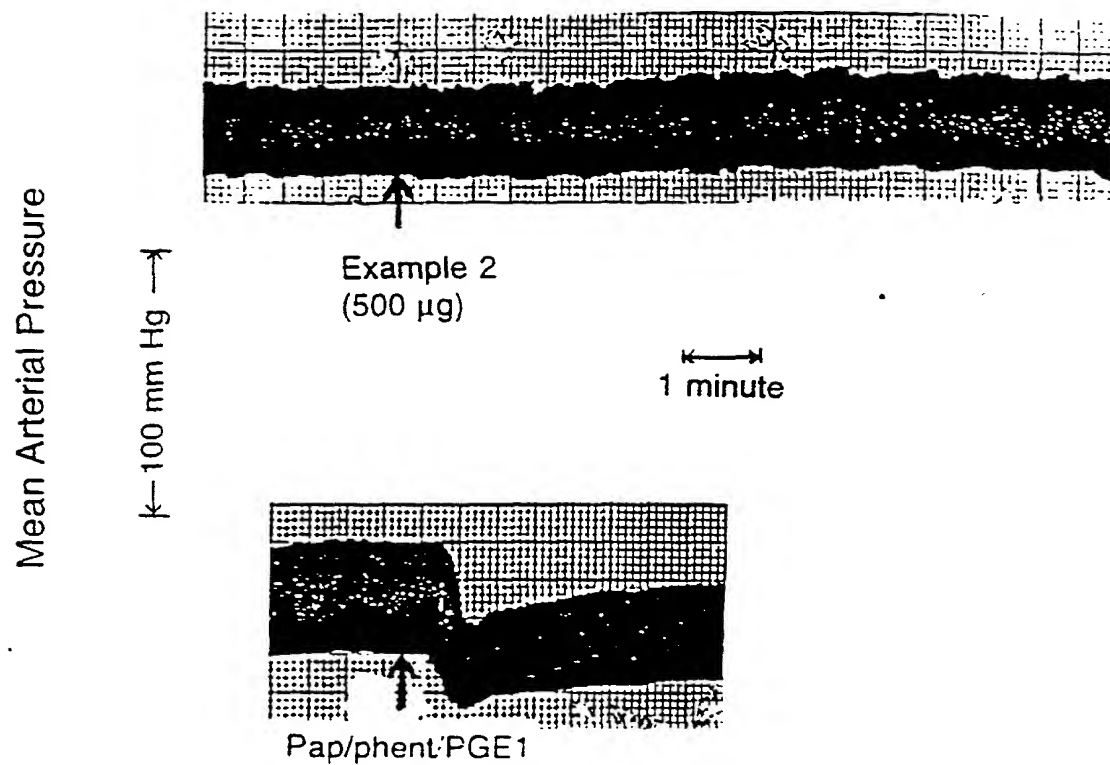 Mean Arterial Pressure
100 mm Hg
Example 2
(500 µg)
1 minute
Pap/phent/PGE1